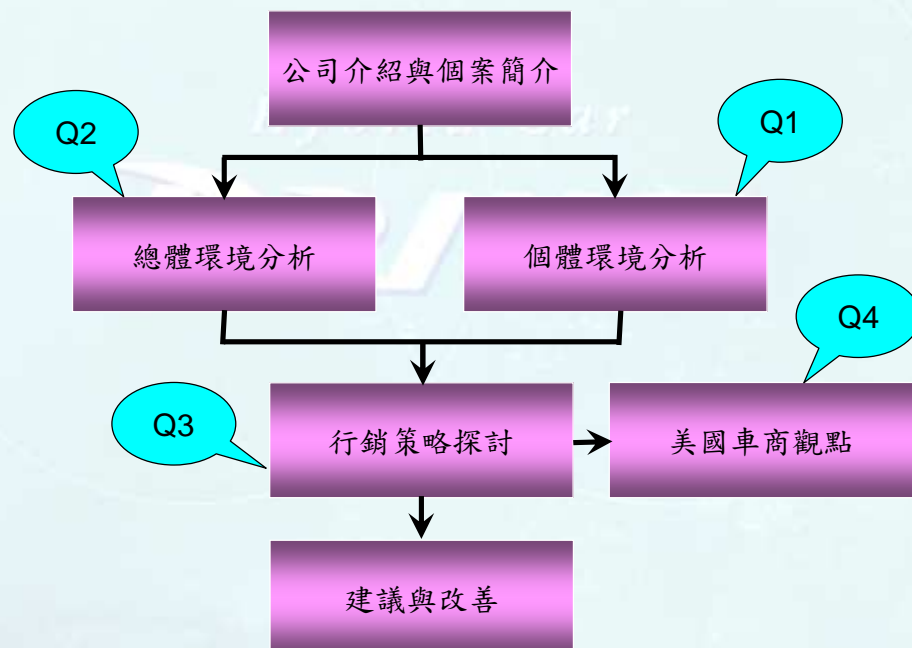 公司介紹與個案簡介
Q2
Q1
總體環境分析
個體環境分析
Q4
Q3
行銷策略探討
美國車商觀點
建議與改善